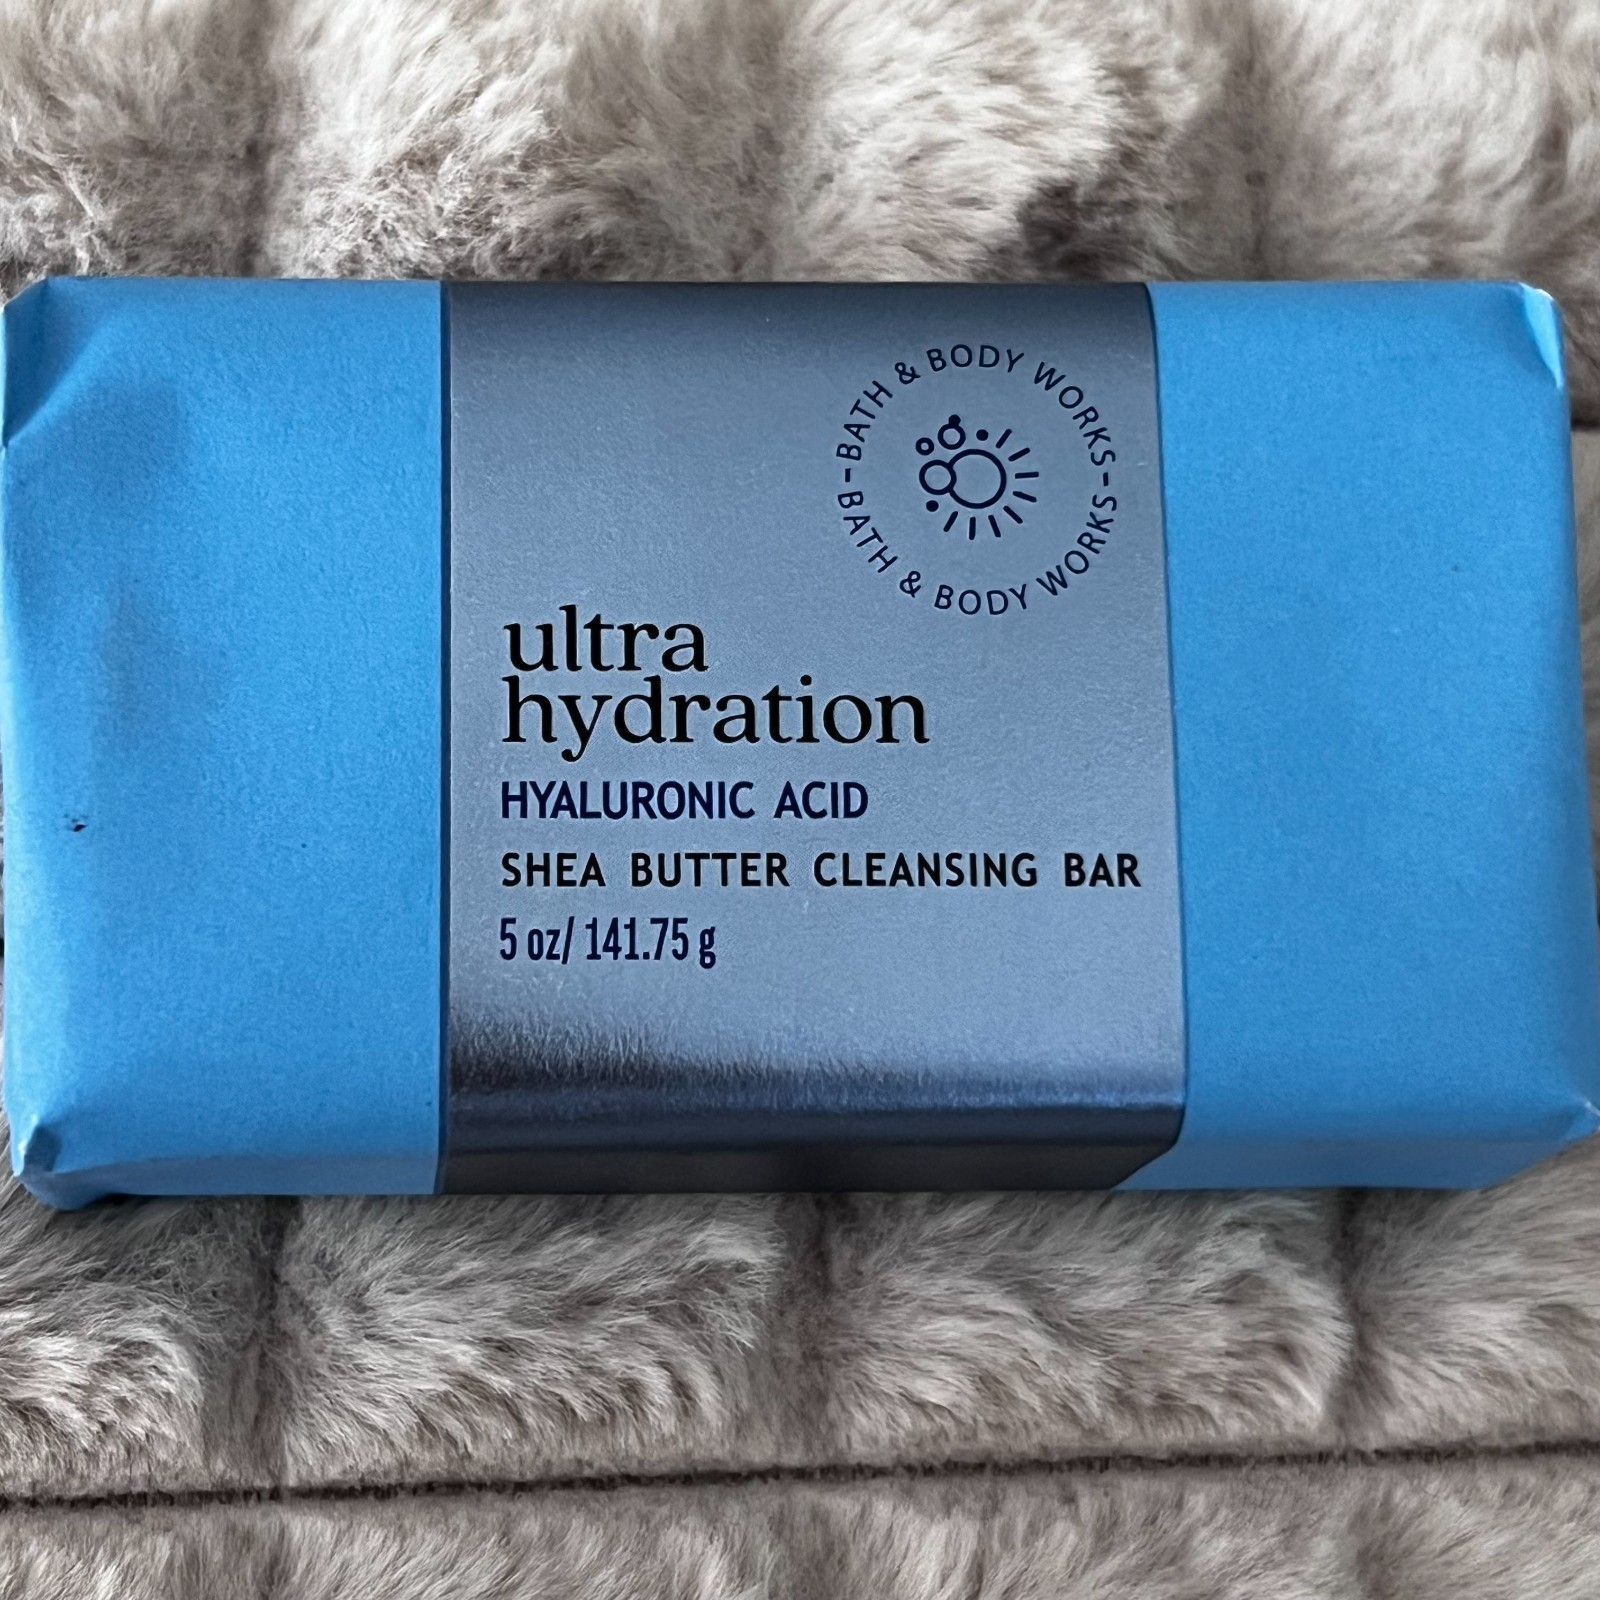 -BATH & BODY WORKS-
BATH & BODY WORKS
ultra
hydration
HYALURONIC ACID
SHEA BUTTER CLEANSING BAR
5 oz/ 141.75 g